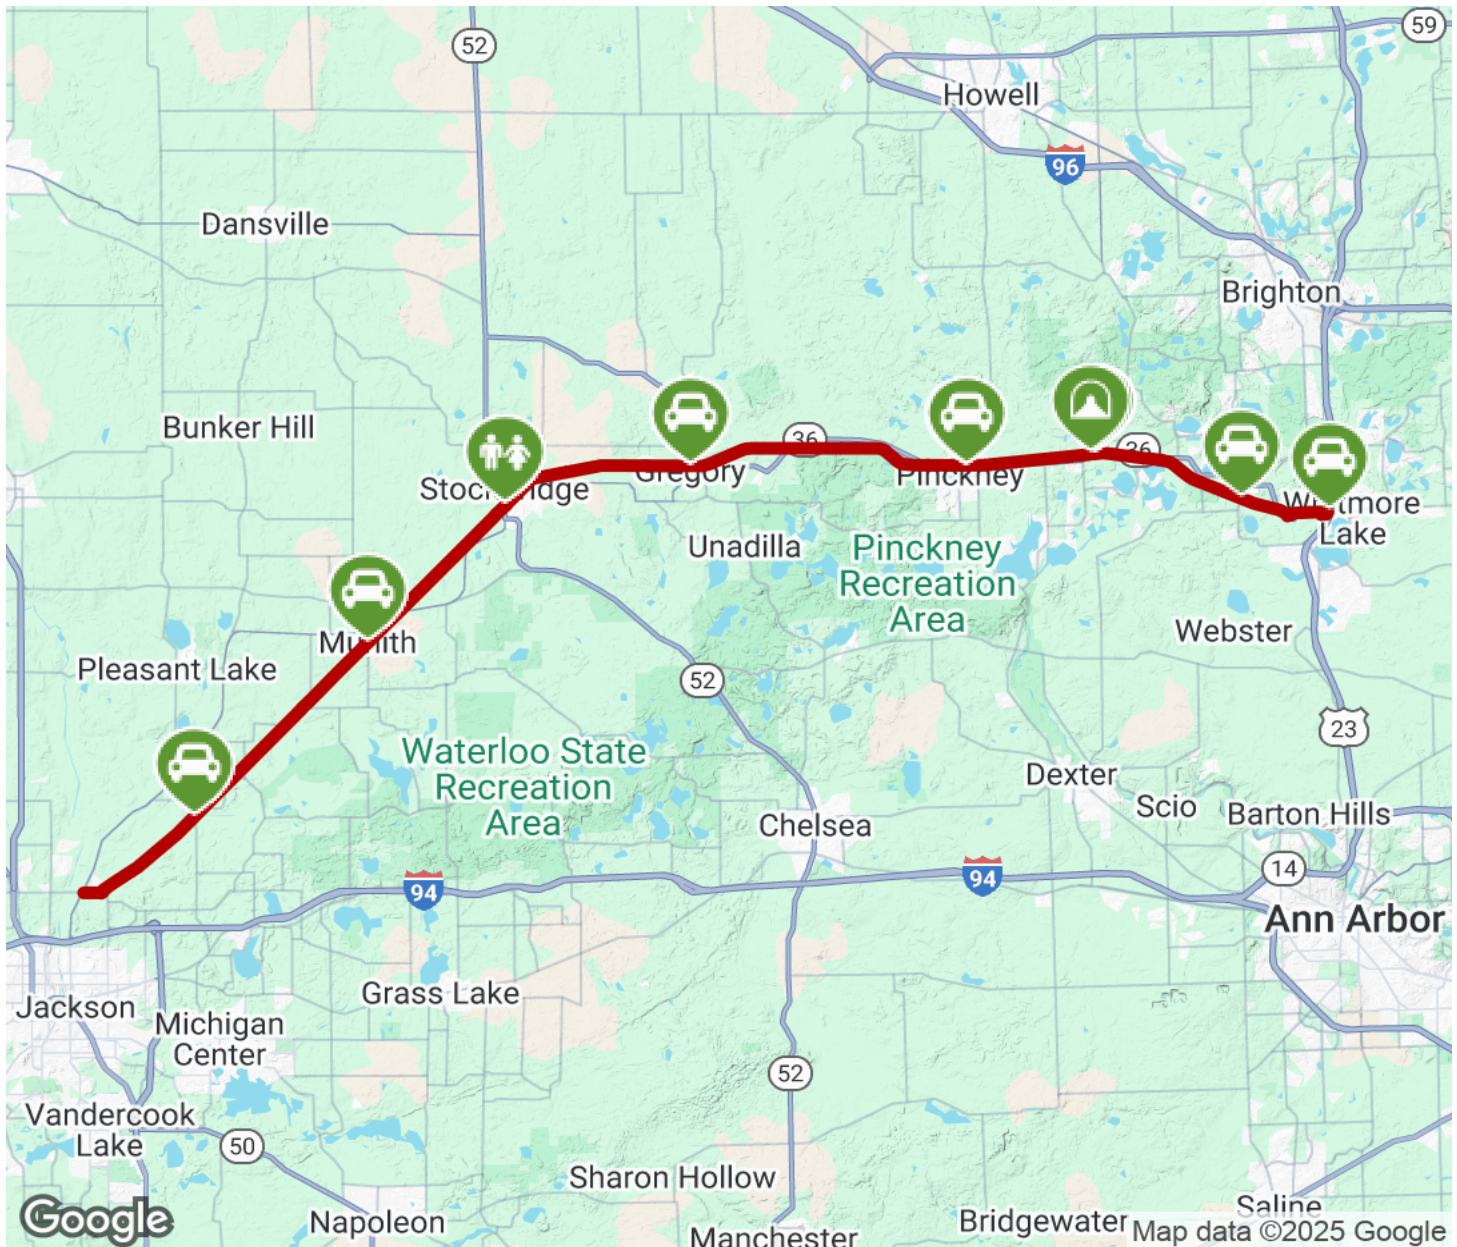 59
52
Howell
96
Dansville
Brighton
Bunker Hill
36
36
Gregory
Pinckney
Whitmore
Lake
Unadilla
Pinckney
Recreation
Area
Webster
Pleasant Lake
52
23
Waterloo State
Recreation
Area
Dexter
Scio
Barton Hills
Chelsea
14
94
94
Ann Arbor
Grass Lake
Jackson
Michigan
Center
52
Vandercook
Lake
50
Sharon Hollow
Saline
Napoleon
Bridgewater
Manchester
Google
Map data ©2025 Google